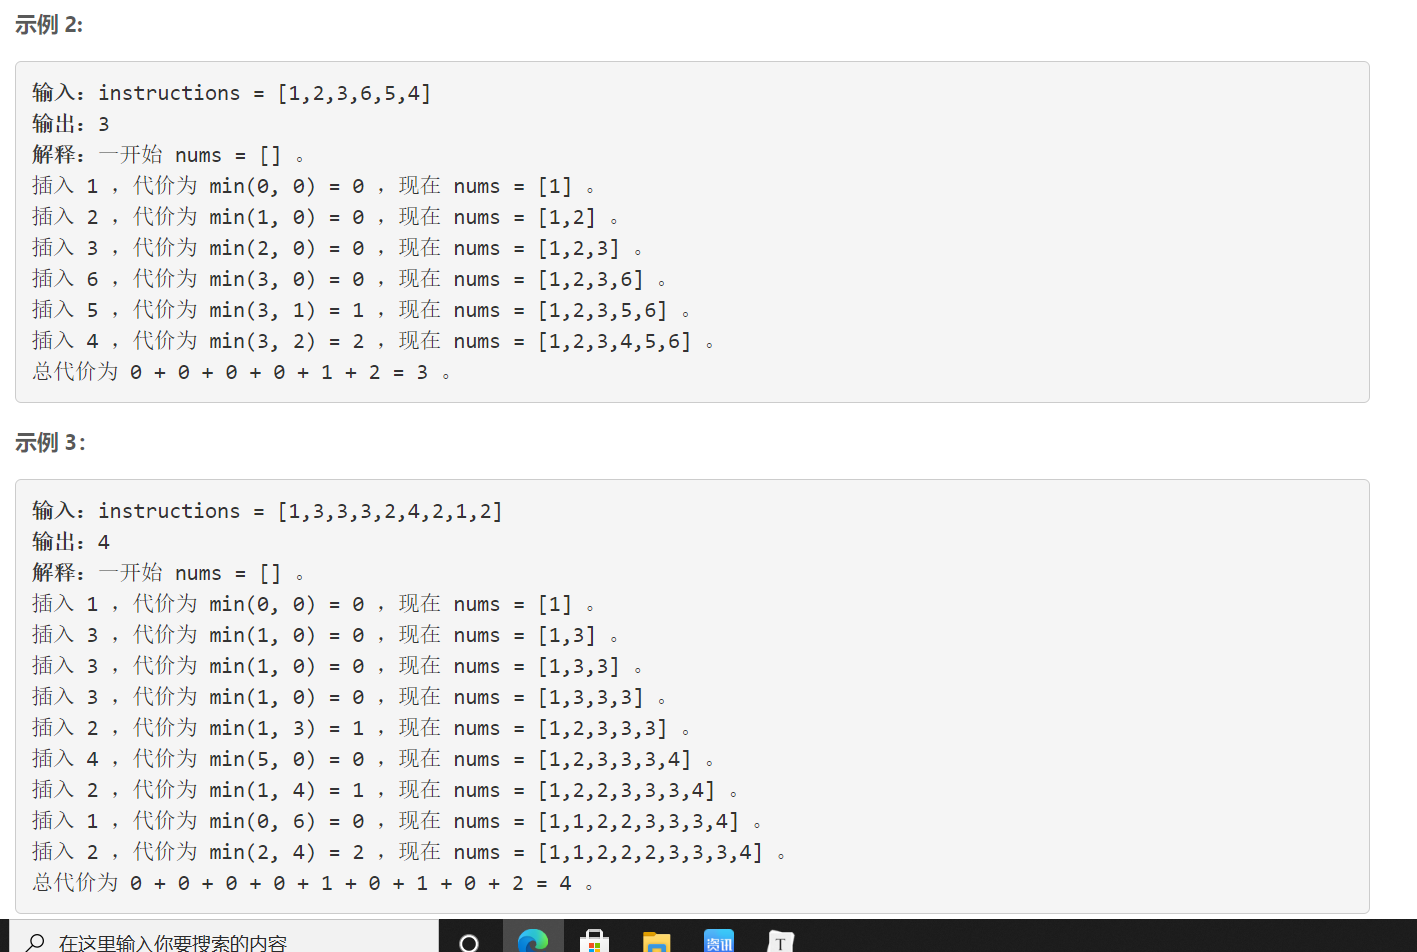 示例 2:
输入：instructions = [1,2,3,6,5,4]
输出：3
解释：一开始 nums = [] 。
插入 1 ，代价为 min(0, 0) = 0 ，现在 nums = [1] 。
插入 2 ，代价为 min(1, 0) = 0 ，现在 nums = [1,2] 。
插入 3 ，代价为 min(2, 0) = 0 ，现在 nums = [1,2,3] 。
插入 6 ，代价为 min(3, 0) = 0 ，现在 nums = [1,2,3,6] 。
插入 5 ，代价为 min(3, 1) = 1 ，现在 nums = [1,2,3,5,6] 。
插入 4 ，代价为 min(3, 2) = 2 ，现在 nums = [1,2,3,4,5,6] 。
总代价为 0 + 0 + 0 + 0 + 1 + 2 = 3 。
示例 3：
输入：instructions = [1,3,3,3,2,4,2,1,2]
输出：4
解释：一开始 nums = [] 。
插入 1 ，代价为 min(0, 0) = 0 ，现在 nums = [1] 。
插入 3 ，代价为 min(1, 0) = 0 ，现在 nums = [1,3] 。
插入 3 ，代价为 min(1, 0) = 0 ，现在 nums = [1,3,3] 。
插入 3 ，代价为 min(1, 0) = 0 ，现在 nums = [1,3,3,3] 。
插入 2 ，代价为 min(1, 3) = 1 ，现在 nums = [1,2,3,3,3] 。
插入 4 ，代价为 min(5, 0) = 0 ，现在 nums = [1,2,3,3,3,4] 。
插入 2 ，代价为 min(1, 4) = 1 ，现在 nums = [1,2,2,3,3,3,4] 。
插入 1 ，代价为 min(0, 6) = 0 ，现在 nums = [1,1,2,2,3,3,3,4] 。
插入 2 ，代价为 min(2, 4) = 2 ，现在 nums = [1,1,2,2,2,3,3,3,4] 。
总代价为 0 + 0 + 0 + 0 + 1 + 0 + 1 + 0 + 2 = 4 。
在这里输入你要搜索的内容
资讯
T